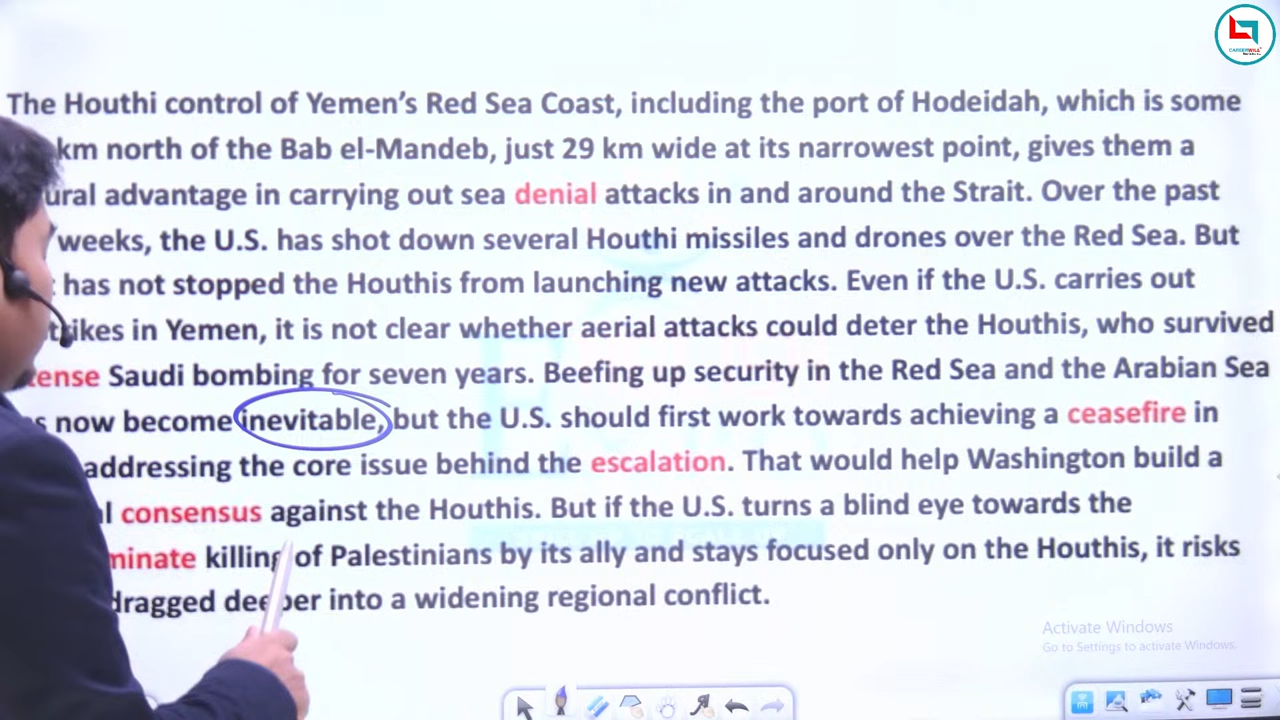 The Houthi control of Yemen's Red Sea Coast, including the port of Hodeidah, which is some
km north of the Bab el-Mandeb, just 29 km wide at its narrowest point, gives them a
advantage in carrying out sea denial attacks in and around the Strait. Over the past
weeks, the U.S. has shot down several Houthi missiles and drones over the Red Sea. But
has not stopped the Houthis from launching new attacks. Even if the U.S. carries out
in Yemen, it is not clear whether aerial attacks could deter the Houthis, who survived
Saudi bombing for seven years. Beefing up security in the Red Sea and the Arabian Sea
now become inevitable, but the U.S. should first work towards achieving a ceasefire in
addressing the core issue behind the escalation. That would help Washington build a
consensus against the Houthis. But if the U.S. turns a blind eye towards the
killing of Palestinians by its ally and stays focused only on the Houthis, it risks
dragged deeper into a widening regional conflict.
Activate Windows
Go to Settings to activate Windows.
CAREERWILL